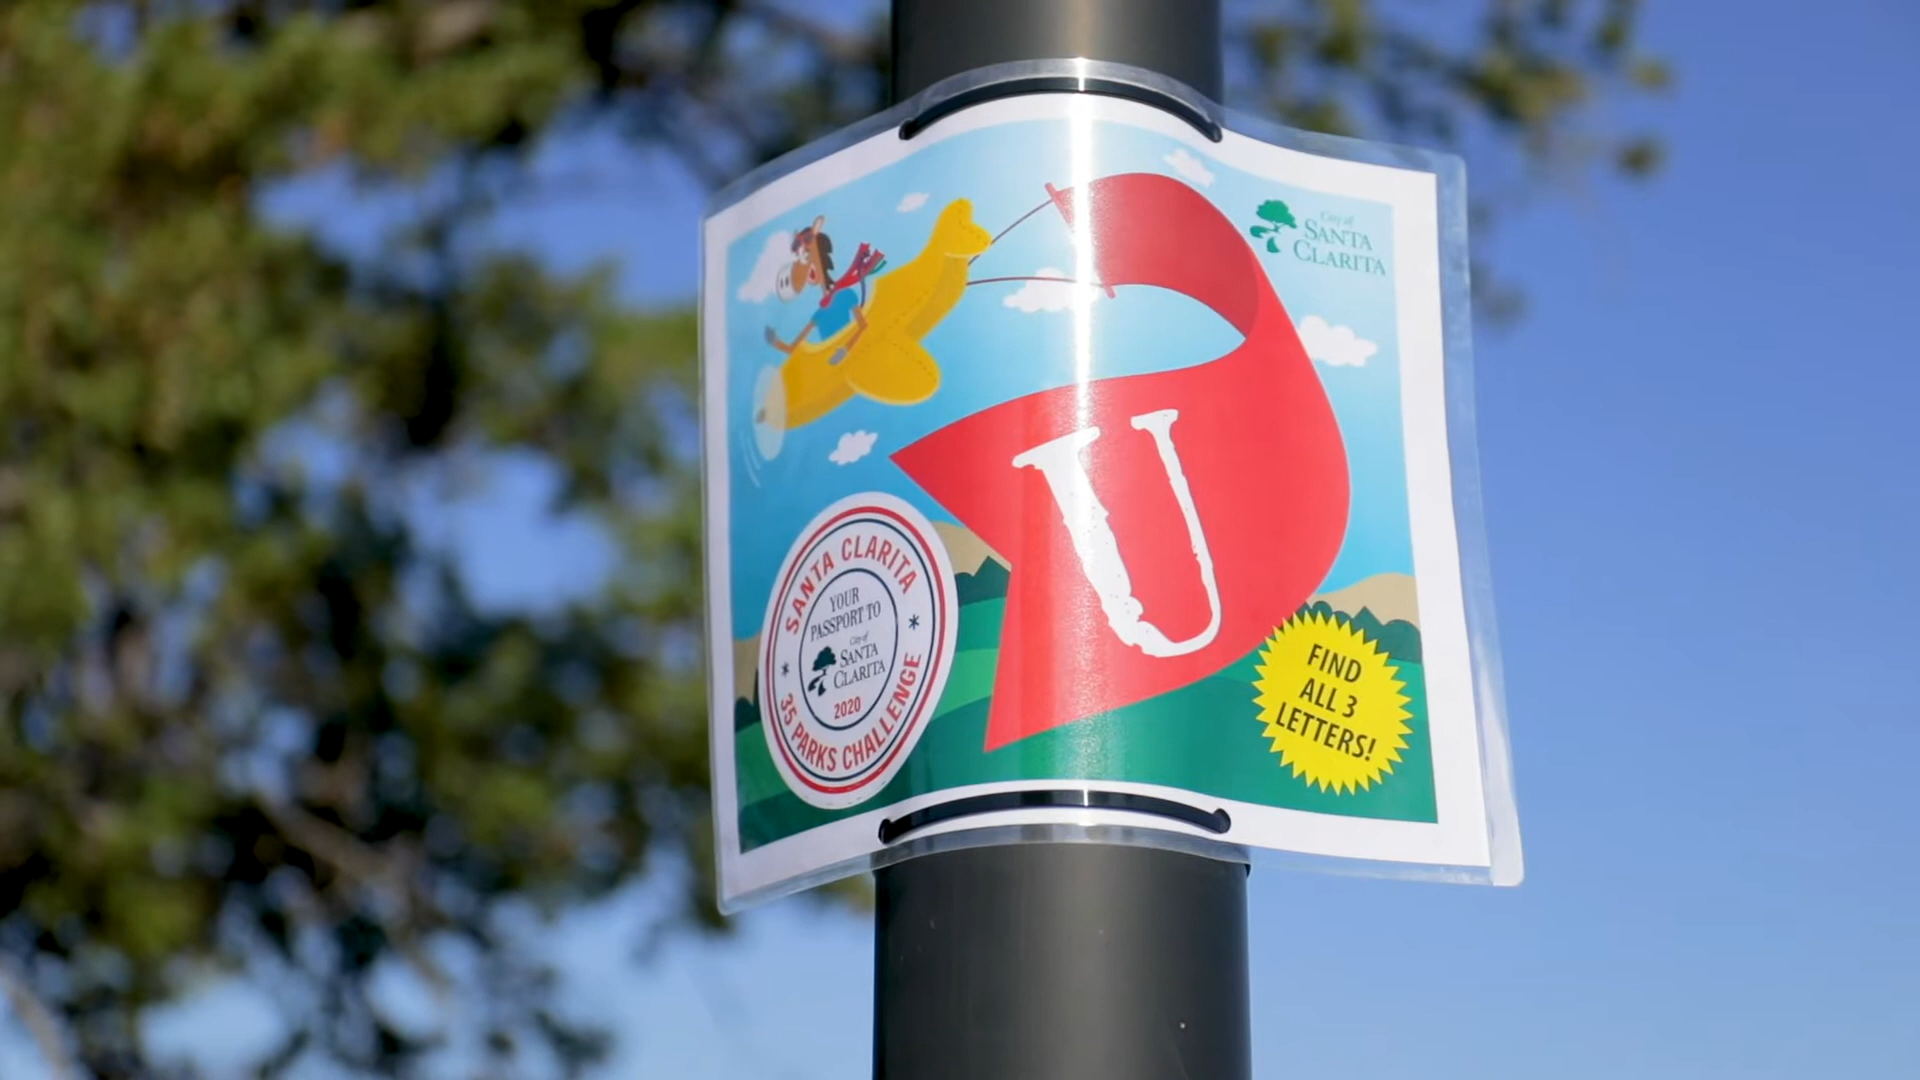 City of
SANTA
CLARITA
U
SANTA CLARITA
YOUR
PASSPORT TO
City of
SANTA
CLARITA
2020
35 PARKS CHALLENGE
FIND
ALL 3
LETTERS!